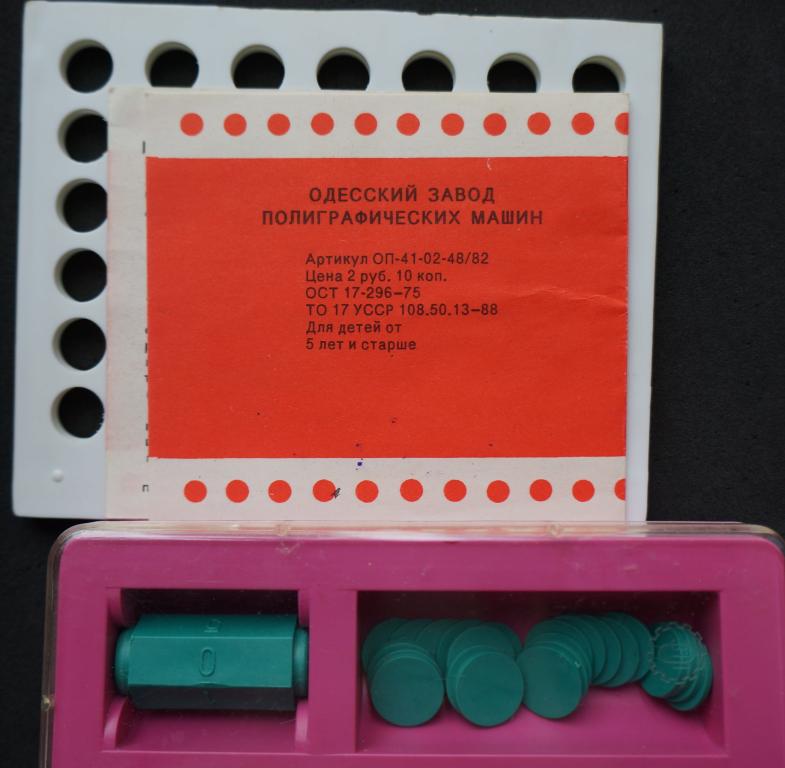 ОДЕССКИЙ ЗАВОД
ПОЛИГРАФИЧЕСКИХ МАШИН
Артикул ОП-41-02-48/82
Цена 2 руб. 10 коп.
ОСТ 17-296—75
ТО 17 УССР 108.50.13—88
Для детей от
5 лет и старше
0